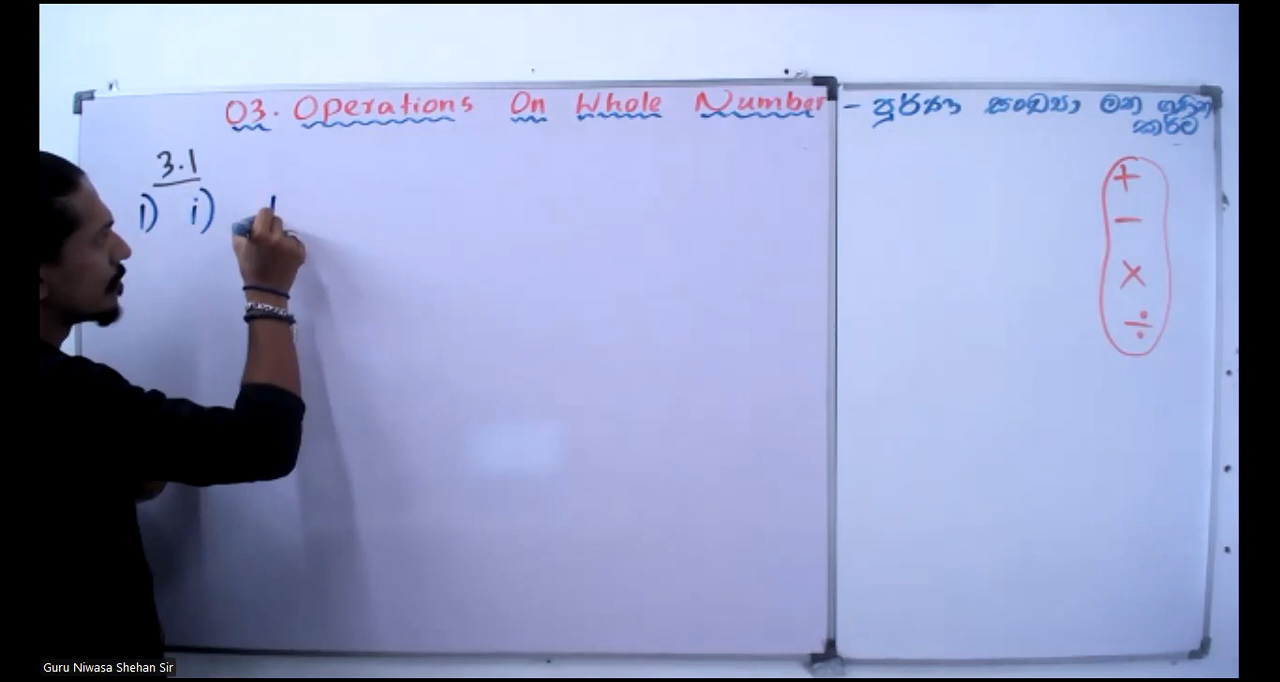 03. Operations On Whole Number - පූර්ණ සංඛ්‍යා මත ගණිත
කර්ම
3.1
1) i)
+
-
×
÷
Guru Niwasa Shehan Sir